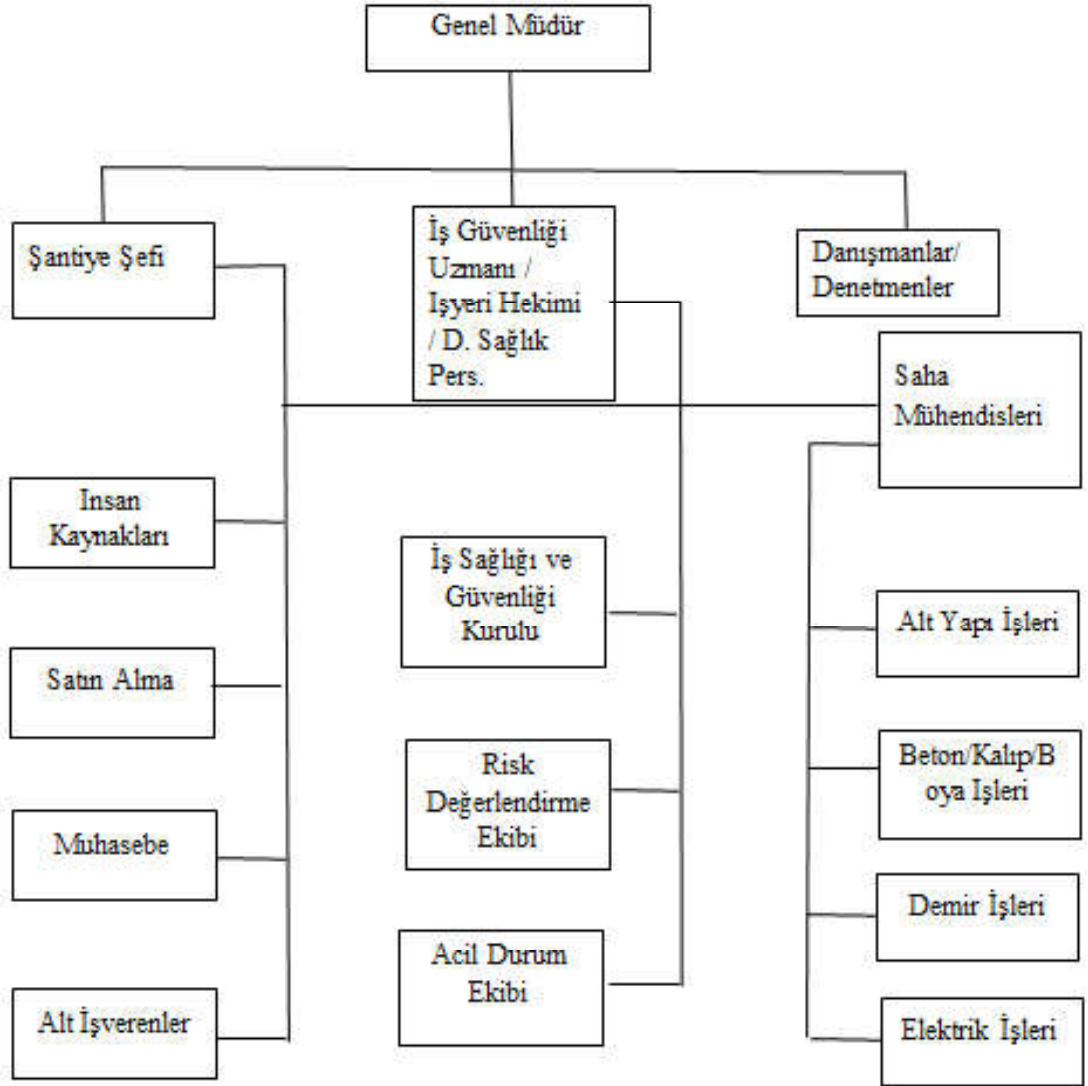 Genel Müdür
Şantiye Şefi
İş Güvenliği
Uzmanı /
Işyeri Hekimi
/ D. Sağlık
Pers.
Danışmanlar/
Denetmenler
Saha
Mühendisleri
Insan
Kaynakları
Satın Alma
Muhasebe
Alt İşverenler
İş Sağlığı ve
Güvenliği
Kurulu
Risk
Değerlendirme
Ekibi
Acil Durum
Ekibi
Alt Yapı İşleri
Beton/Kalıp/B
oya Işleri
Demir İşleri
Elektrik İşleri